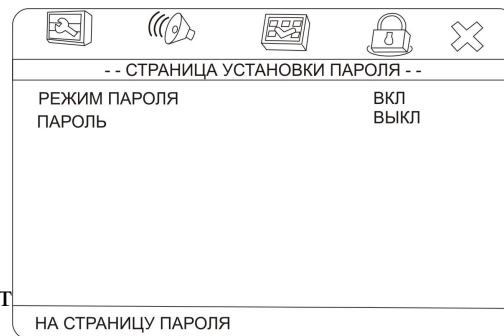 - - СТРАНИЦА УСТАНОВКИ ПАРОЛЯ - -
РЕЖИМ ПАРОЛЯ ВКЛ
ПАРОЛЬ ВЫКЛ
Т
НА СТРАНИЦУ ПАРОЛЯ